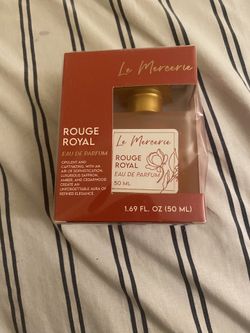 Le Mercerie
ROUGE
ROYAL
EAU DE PARFUM
OPULENT AND
CAPTIVATING, WITH AN
AIR OF SOPHISTICATION.
LUXURIOUS SAFFRON,
AMBER, AND CEDARWOOD
CREATE AN
UNFORGETTABLE AURA OF
REFINED ELEGANCE.
Le Mercerie
ROUGE
ROYAL
EAU DE PARFUM
50 ML
1.69 FL. OZ (50 ML)